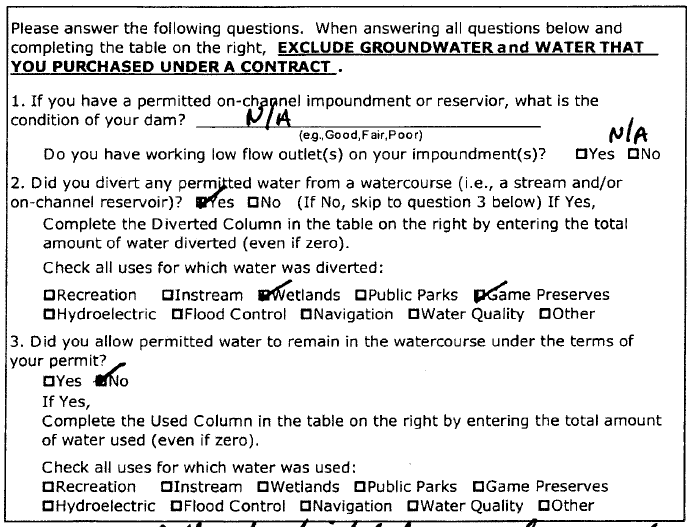 Please answer the following questions. When answering all questions below and
completing the table on the right, EXCLUDE GROUNDWATER and WATER THAT
YOU PURCHASED UNDER A CONTRACT .
1. If you have a permitted on-channel impoundment or reservior, what is the
condition of your dam? N/A
(eg.,Good,Fair,Poor)
N/A
Do you have working low flow outlet(s) on your impoundment(s)? ☐Yes ☐No
2. Did you divert any permitted water from a watercourse (i.e., a stream and/or
on-channel reservoir)? ☑Yes ☐No (If No, skip to question 3 below) If Yes,
Complete the Diverted Column in the table on the right by entering the total
amount of water diverted (even if zero).
Check all uses for which water was diverted:
☐Recreation ☐Instream ☑Wetlands ☐Public Parks ☑Game Preserves
☐Hydroelectric ☐Flood Control ☐Navigation ☐Water Quality ☐Other
3. Did you allow permitted water to remain in the watercourse under the terms of
your permit?
☐Yes ☑No
If Yes,
Complete the Used Column in the table on the right by entering the total amount
of water used (even if zero).
Check all uses for which water was used:
☐Recreation ☐Instream ☐Wetlands ☐Public Parks ☐Game Preserves
☐Hydroelectric ☐Flood Control ☐Navigation ☐Water Quality ☐Other